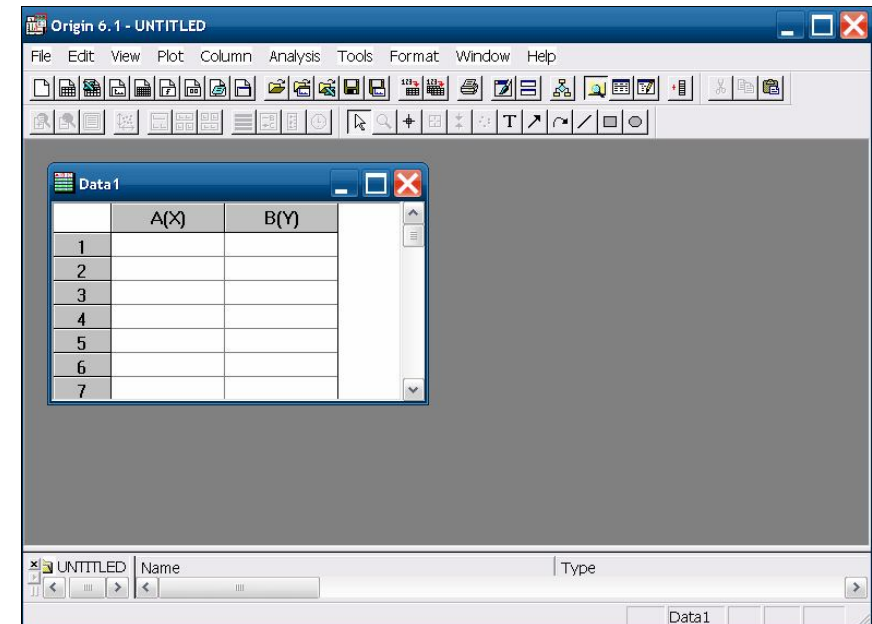 Origin 6.1 - UNTITLED
File Edit View Plot Column Analysis Tools Format Window Help
T
Data1
A(X) B(Y)
1
2
3
4
5
6
7
UNTITLED Name Type
Data1